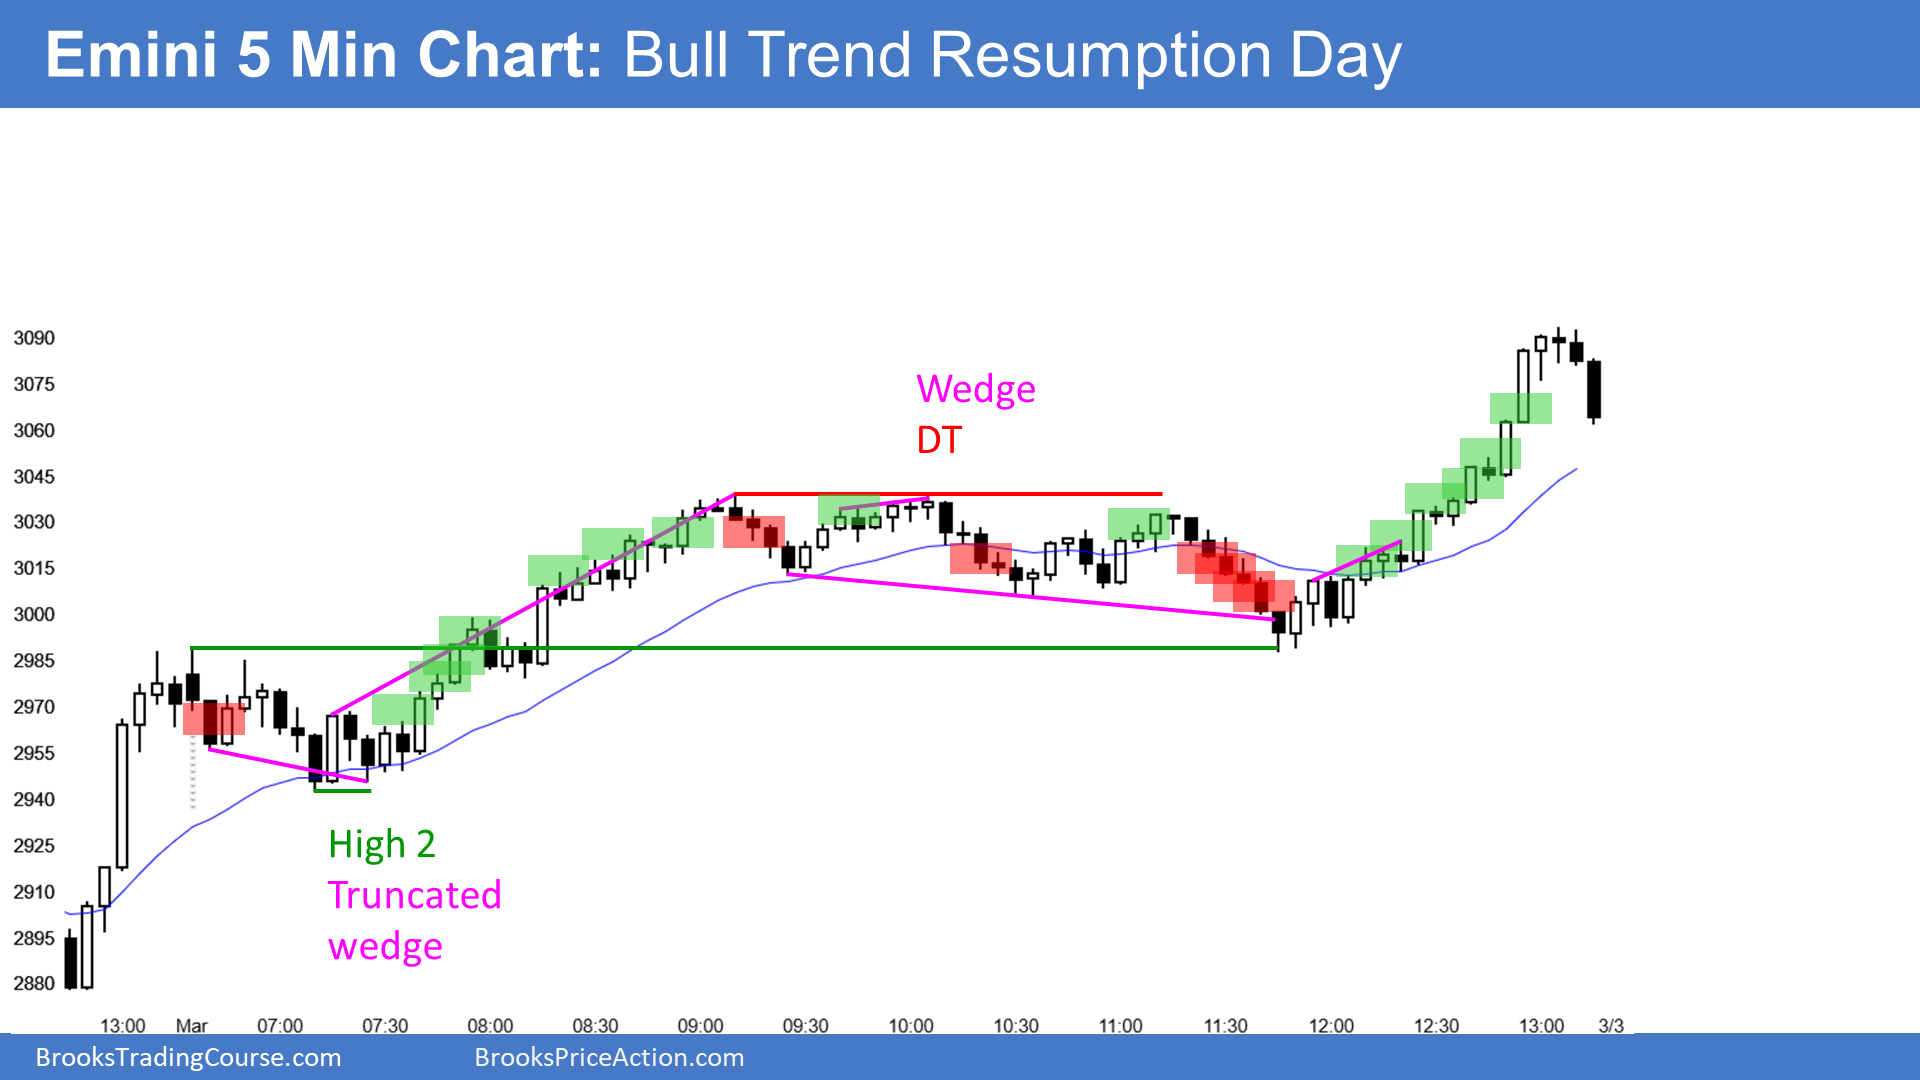 Emini 5 Min Chart: Bull Trend Resumption Day
3090
3075
3060
3045
3030
3015
3000
2985
2970
2955
2940
2925
2910
2895
2880
Wedge
DT
High 2
Truncated
wedge
13:00 Mar 07:00 07:30 08:00 08:30 09:00 09:30 10:00 10:30 11:00 11:30 12:00 12:30 13:00 3/3
BrooksTradingCourse.com BrooksPriceAction.com